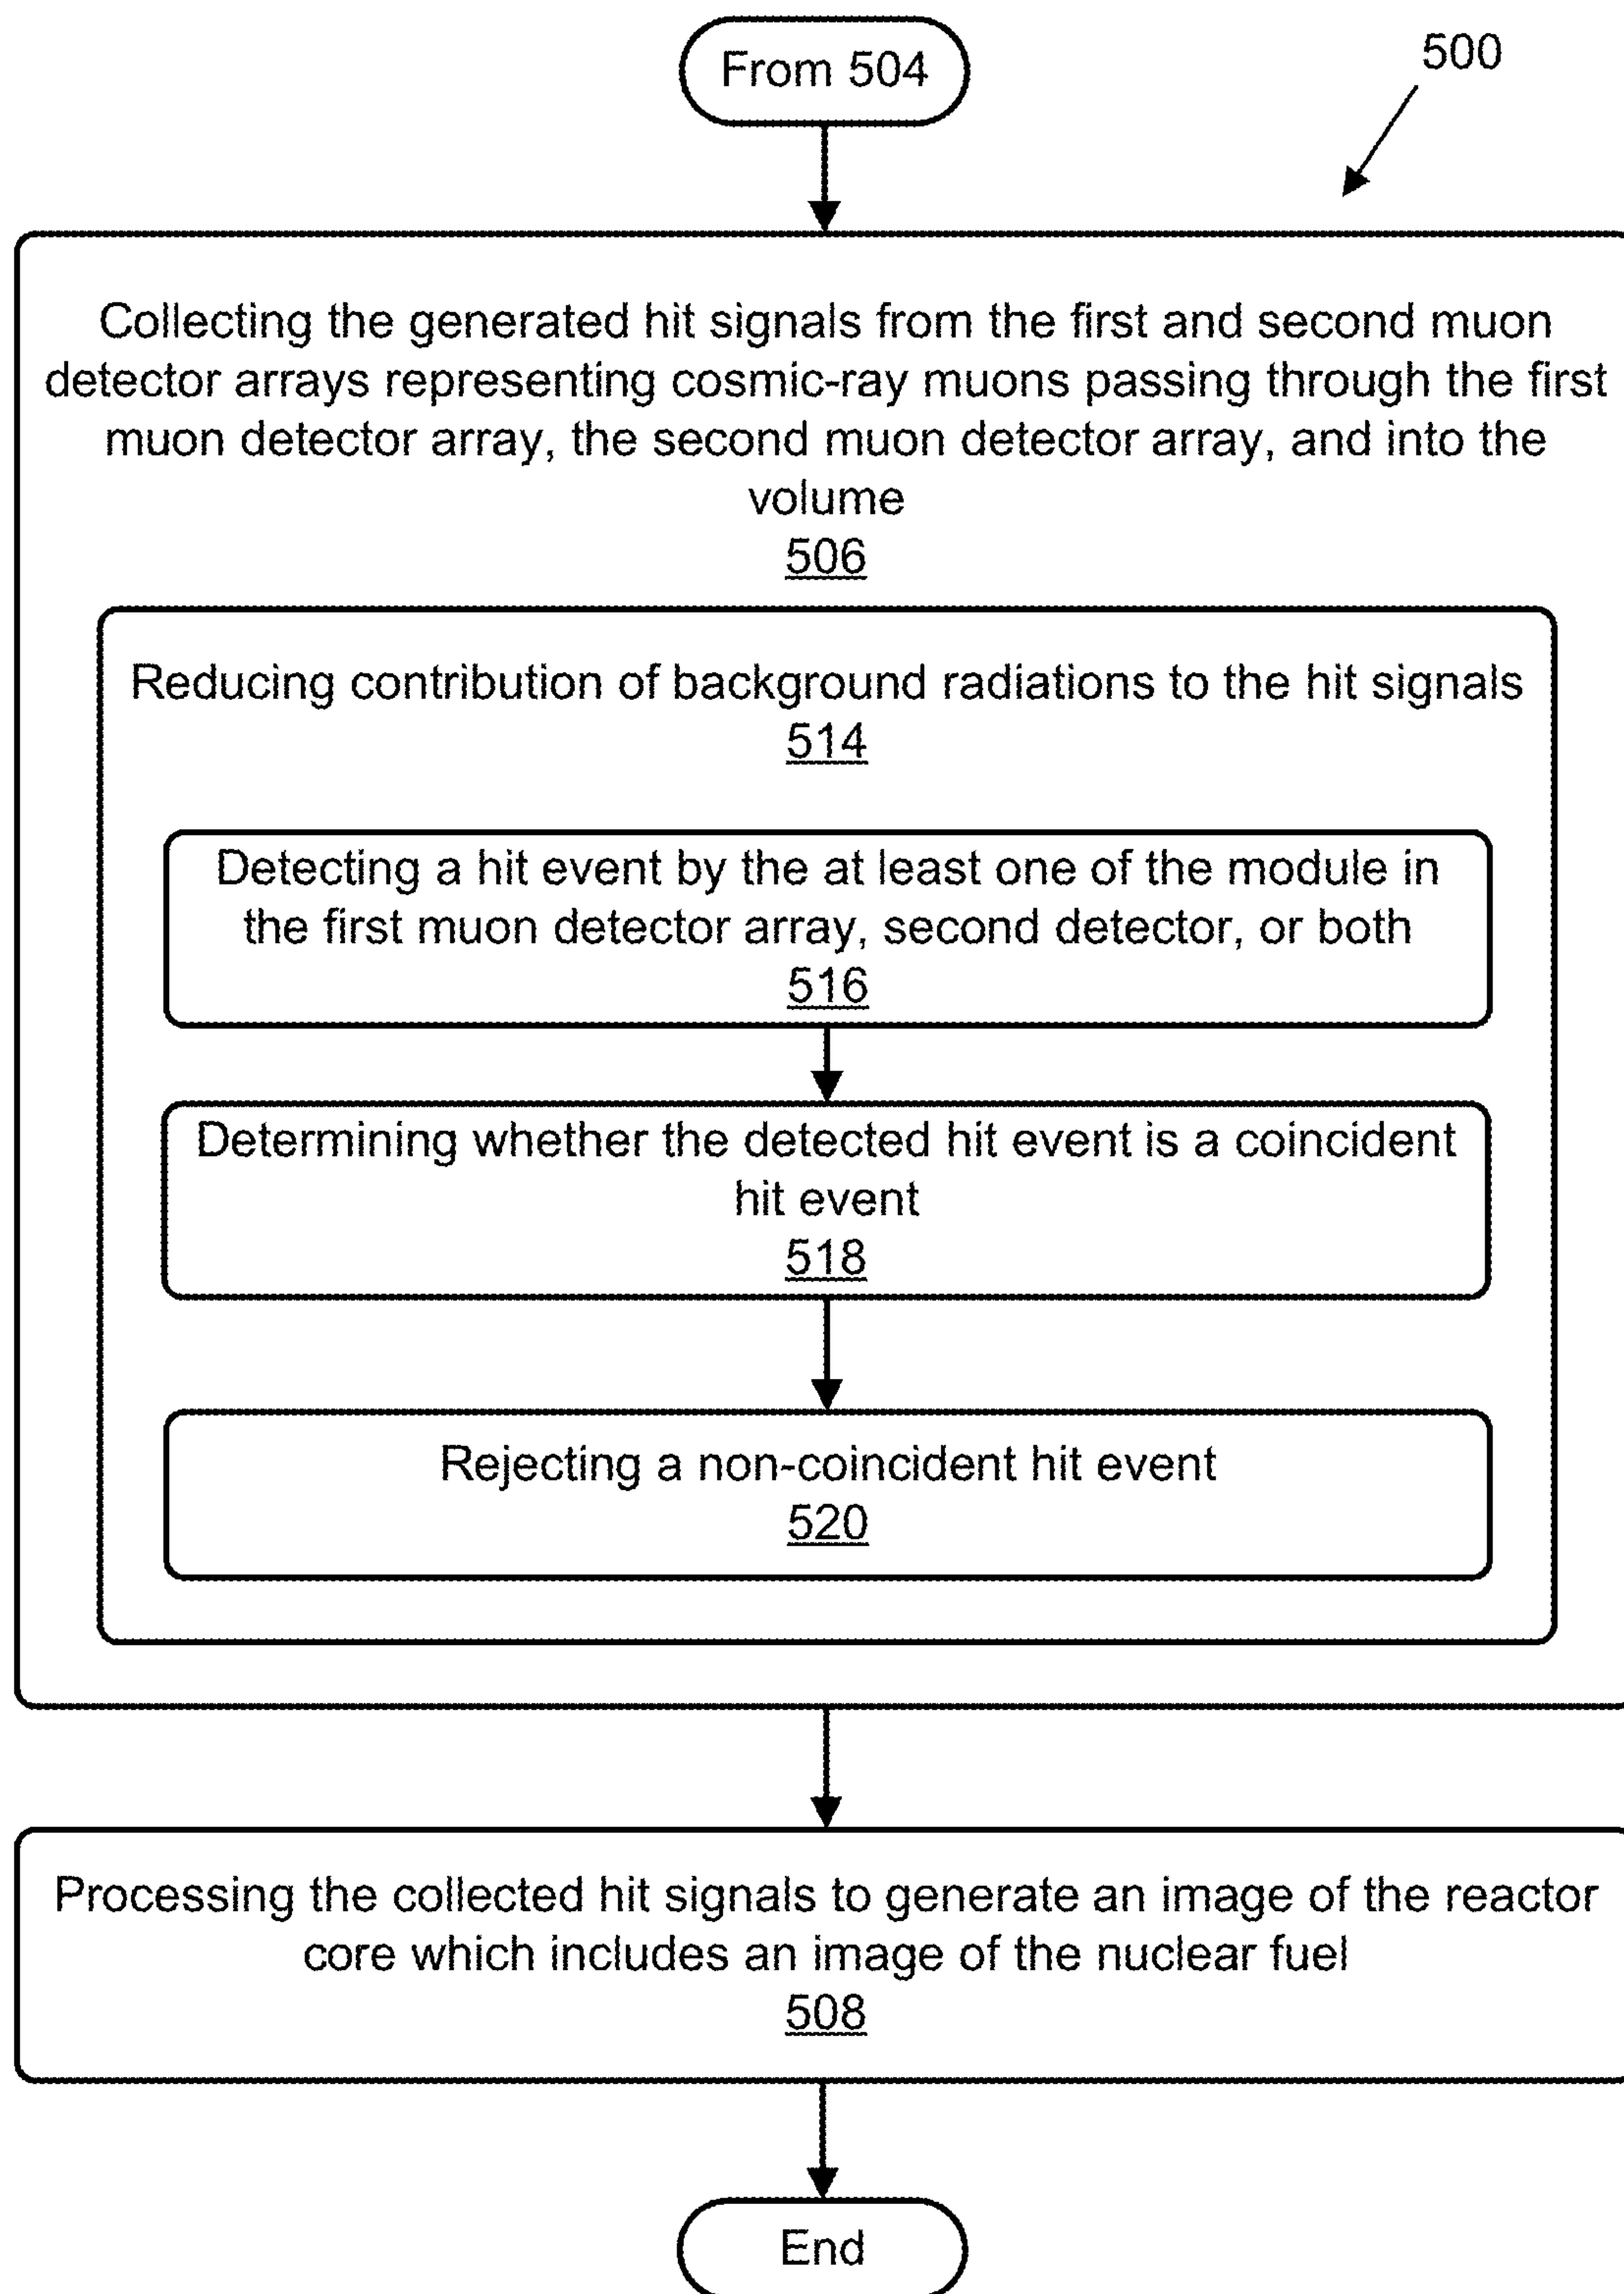 From 504
500
Collecting the generated hit signals from the first and second muon
detector arrays representing cosmic-ray muons passing through the first
muon detector array, the second muon detector array, and into the
volume
506
Reducing contribution of background radiations to the hit signals
514
Detecting a hit event by the at least one of the module in
the first muon detector array, second detector, or both
516
Determining whether the detected hit event is a coincident
hit event
518
Rejecting a non-coincident hit event
520
Processing the collected hit signals to generate an image of the reactor
core which includes an image of the nuclear fuel
508
End